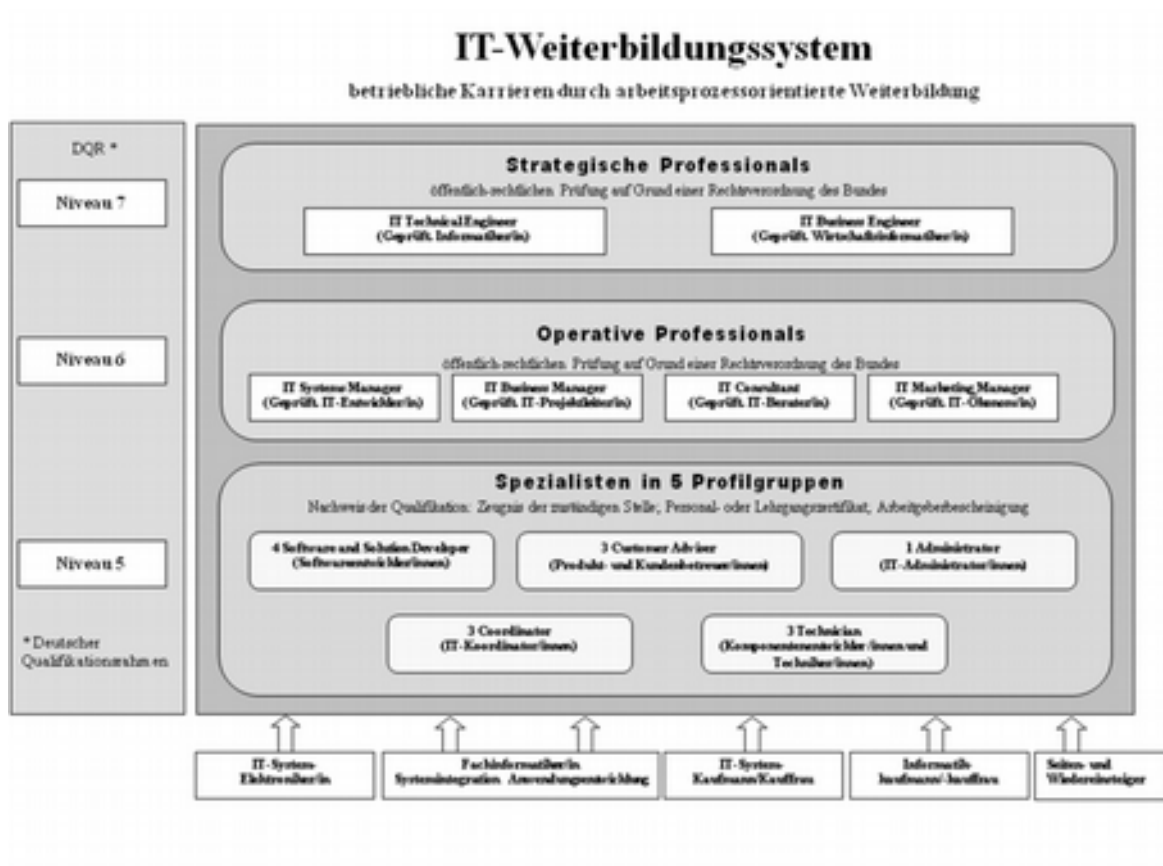 IT-Weiterbildungssystem
betriebliche Karrieren durch arbeitsprozessorientierte Weiterbildung
DQR *
Niveau 7
Strategische Professionals
öffentlich-rechtlichen Prüfung auf Grund einer Rechtsverordnung des Bundes
IT Technical Engineer
(Geprüft. Informatiker/in)
IT Business Engineer
(Geprüft. Wirtschaftsinformatiker/in)
Niveau 6
Operative Professionals
öffentlich-rechtlichen Prüfung auf Grund einer Rechtsverordnung des Bundes
IT Systems Manager
(Geprüft. IT-Entwickler/in)
IT Business Manager
(Geprüft. IT-Projektleiter/in)
IT Consultant
(Geprüft. IT-Berater/in)
IT Marketing Manager
(Geprüft. IT-Ökonom/in)
Niveau 5
Spezialisten in 5 Profilgruppen
Nachweis der Qualifikation: Zeugnis der zuständigen Stelle; Personal- oder Lehrgangszertifikat; Arbeitgeberbescheinigung
4 Software and Solution Developer
(Softwareentwickler/innen)
3 Customer Adviser
(Produkt- und Kundenbetreuer/innen)
1 Administrator
(IT-Administrator/innen)
3 Coordinator
(IT-Koordinator/innen)
3 Technician
(Komponentenentwickler /innen und
Techniker/innen)
* Deutscher
Qualifikationsrahmen
IT-System-
Elektroniker/in
Fachinformatiker/in
Systemintegration Anwendungsentwicklung
IT-System-
Kaufmann/Kauffrau
Informatik-
kaufmann/-kauffrau
Seiten- und
Wiedereinsteiger